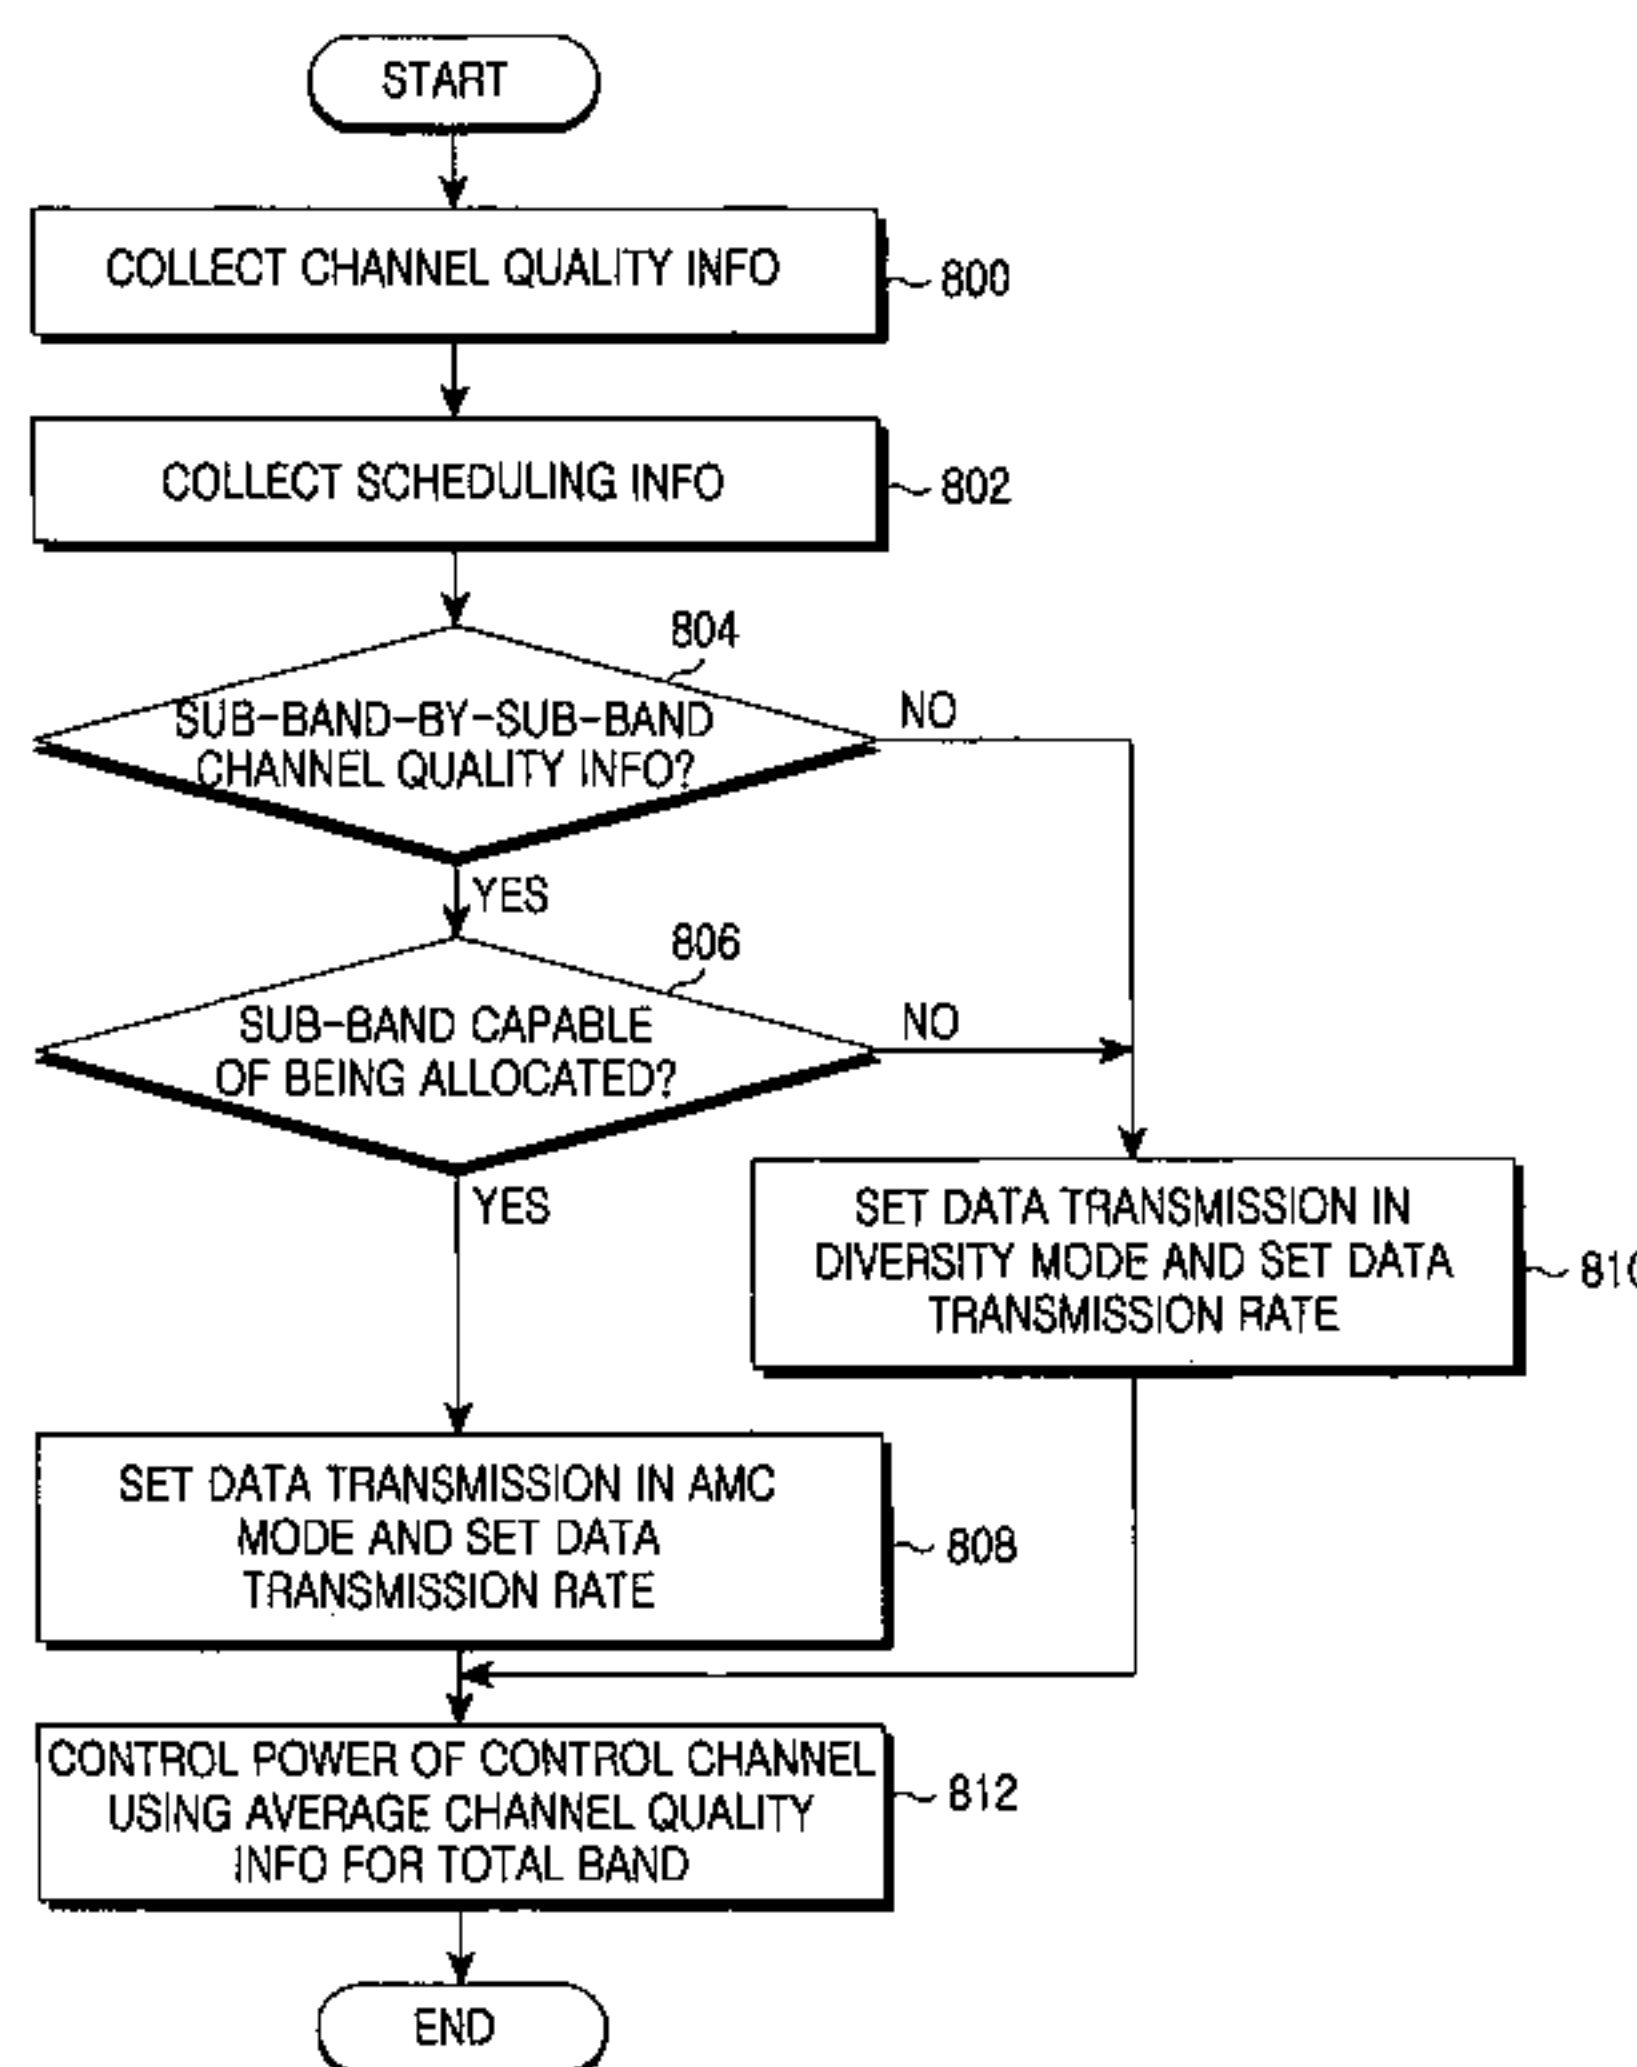 START
COLLECT CHANNEL QUALITY INFO
800
COLLECT SCHEDULING INFO
802
804
SUB-BAND-BY-SUB-BAND
CHANNEL QUALITY INFO?
NO
YES
806
SUB-BAND CAPABLE
OF BEING ALLOCATED?
NO
YES
SET DATA TRANSMISSION IN
DIVERSITY MODE AND SET DATA
TRANSMISSION RATE
810
SET DATA TRANSMISSION IN AMC
MODE AND SET DATA
TRANSMISSION RATE
808
CONTROL POWER OF CONTROL CHANNEL
USING AVERAGE CHANNEL QUALITY
INFO FOR TOTAL BAND
812
END